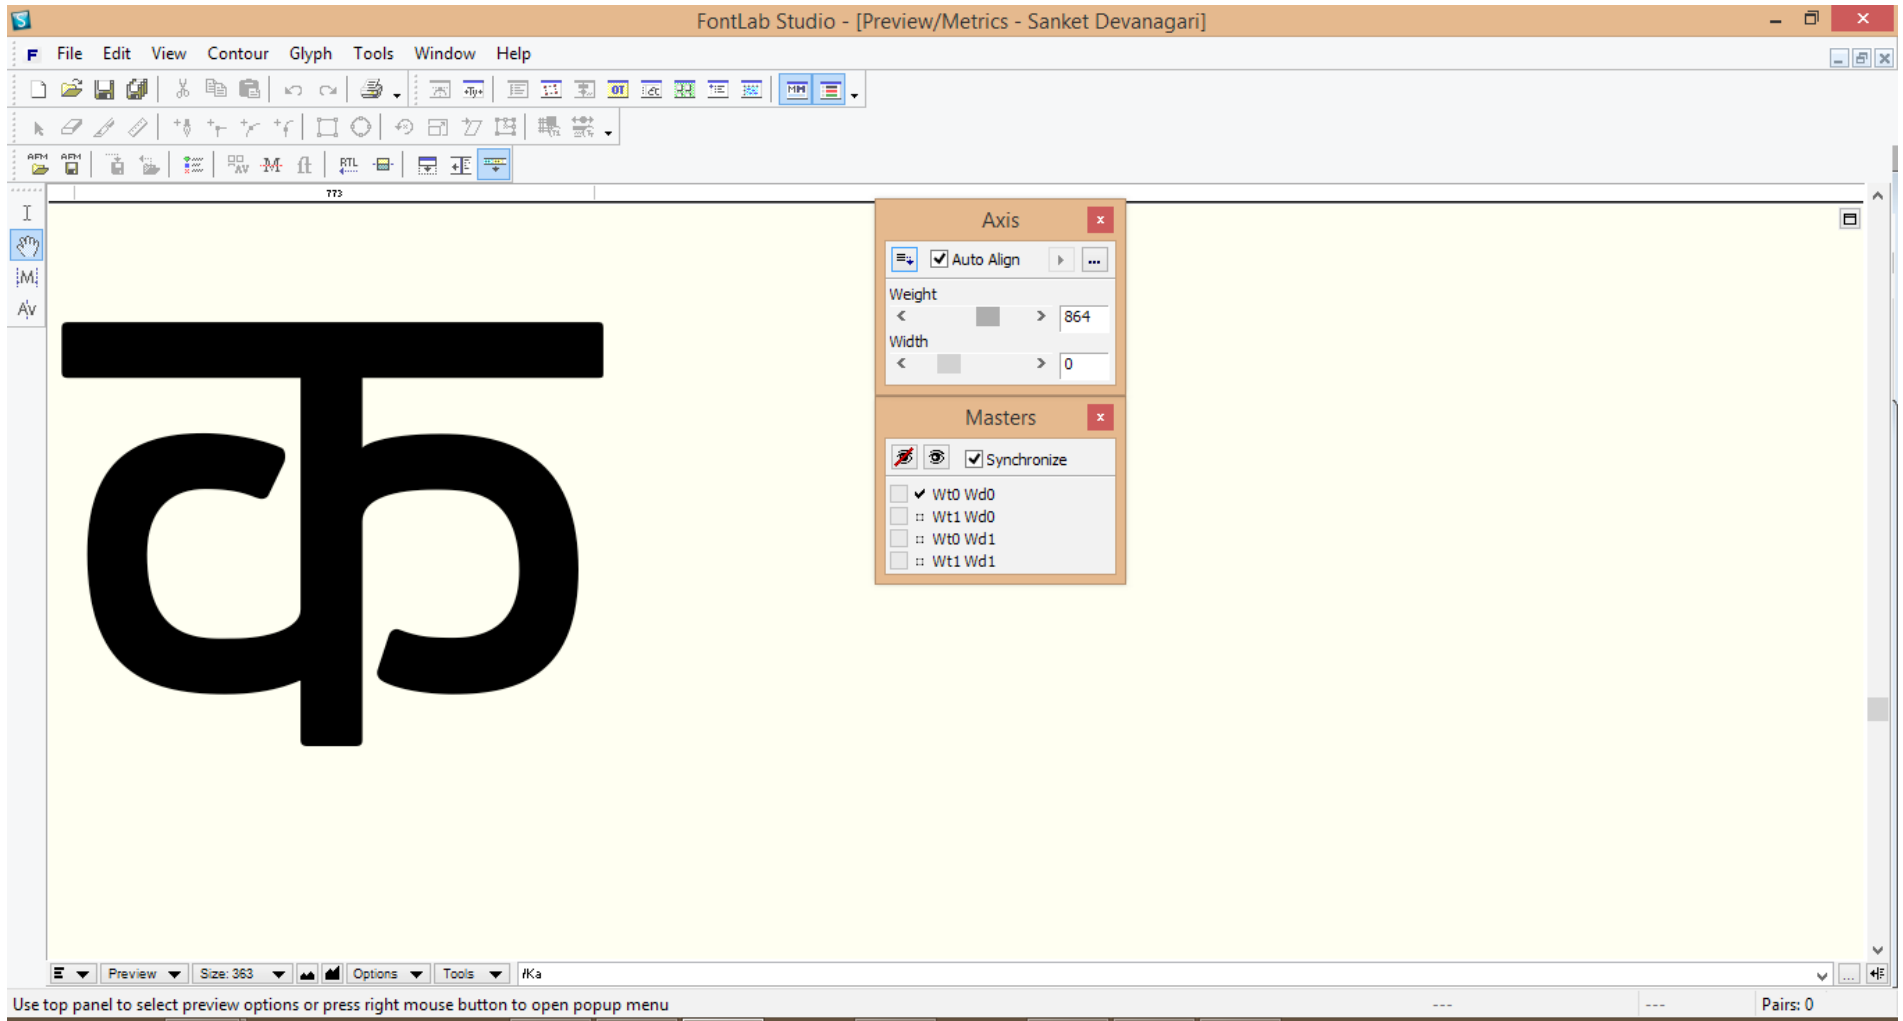 FontLab Studio - [Preview/Metrics - Sanket Devanagari]
File Edit View Contour Glyph Tools Window Help
773
Axis
Auto Align
Weight
864
Width
0
क
Masters
Synchronize
Wt0 Wd0
Wt1 Wd0
Wt0 Wd1
Wt1 Wd1
Preview Size: 363 Options Tools /Ka
Use top panel to select preview options or press right mouse button to open popup menu --- --- Pairs: 0